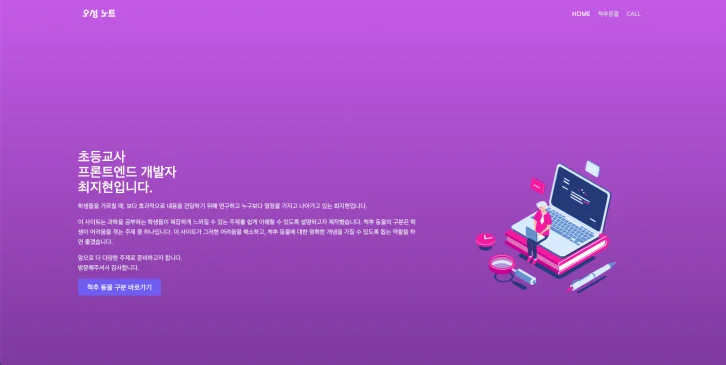 오성 노트
HOME 척추동물 CALL
초등교사
프론트엔드 개발자
최지현입니다.
학생들을 가르칠 때, 보다 효과적으로 내용을 전달하기 위해 연구하고 누구보다 열정을 가지고 나아가고 있는 최지현입니다.
이 사이트는 과학을 공부하는 학생들이 복잡하게 느껴질 수 있는 주제를 쉽게 이해할 수 있도록 설명하고자 제작했습니다. 척추 동물의 구분은 학
생이 어려움을 겪는 주제 중 하나입니다. 이 사이트가 그러한 어려움을 해소하고, 척추 동물에 대한 명확한 개념을 가질 수 있도록 돕는 역할을 하
면 좋겠습니다.
앞으로 더 다양한 주제로 준비하고자 합니다.
방문해주셔서 감사합니다.
척추 동물 구분 바로가기